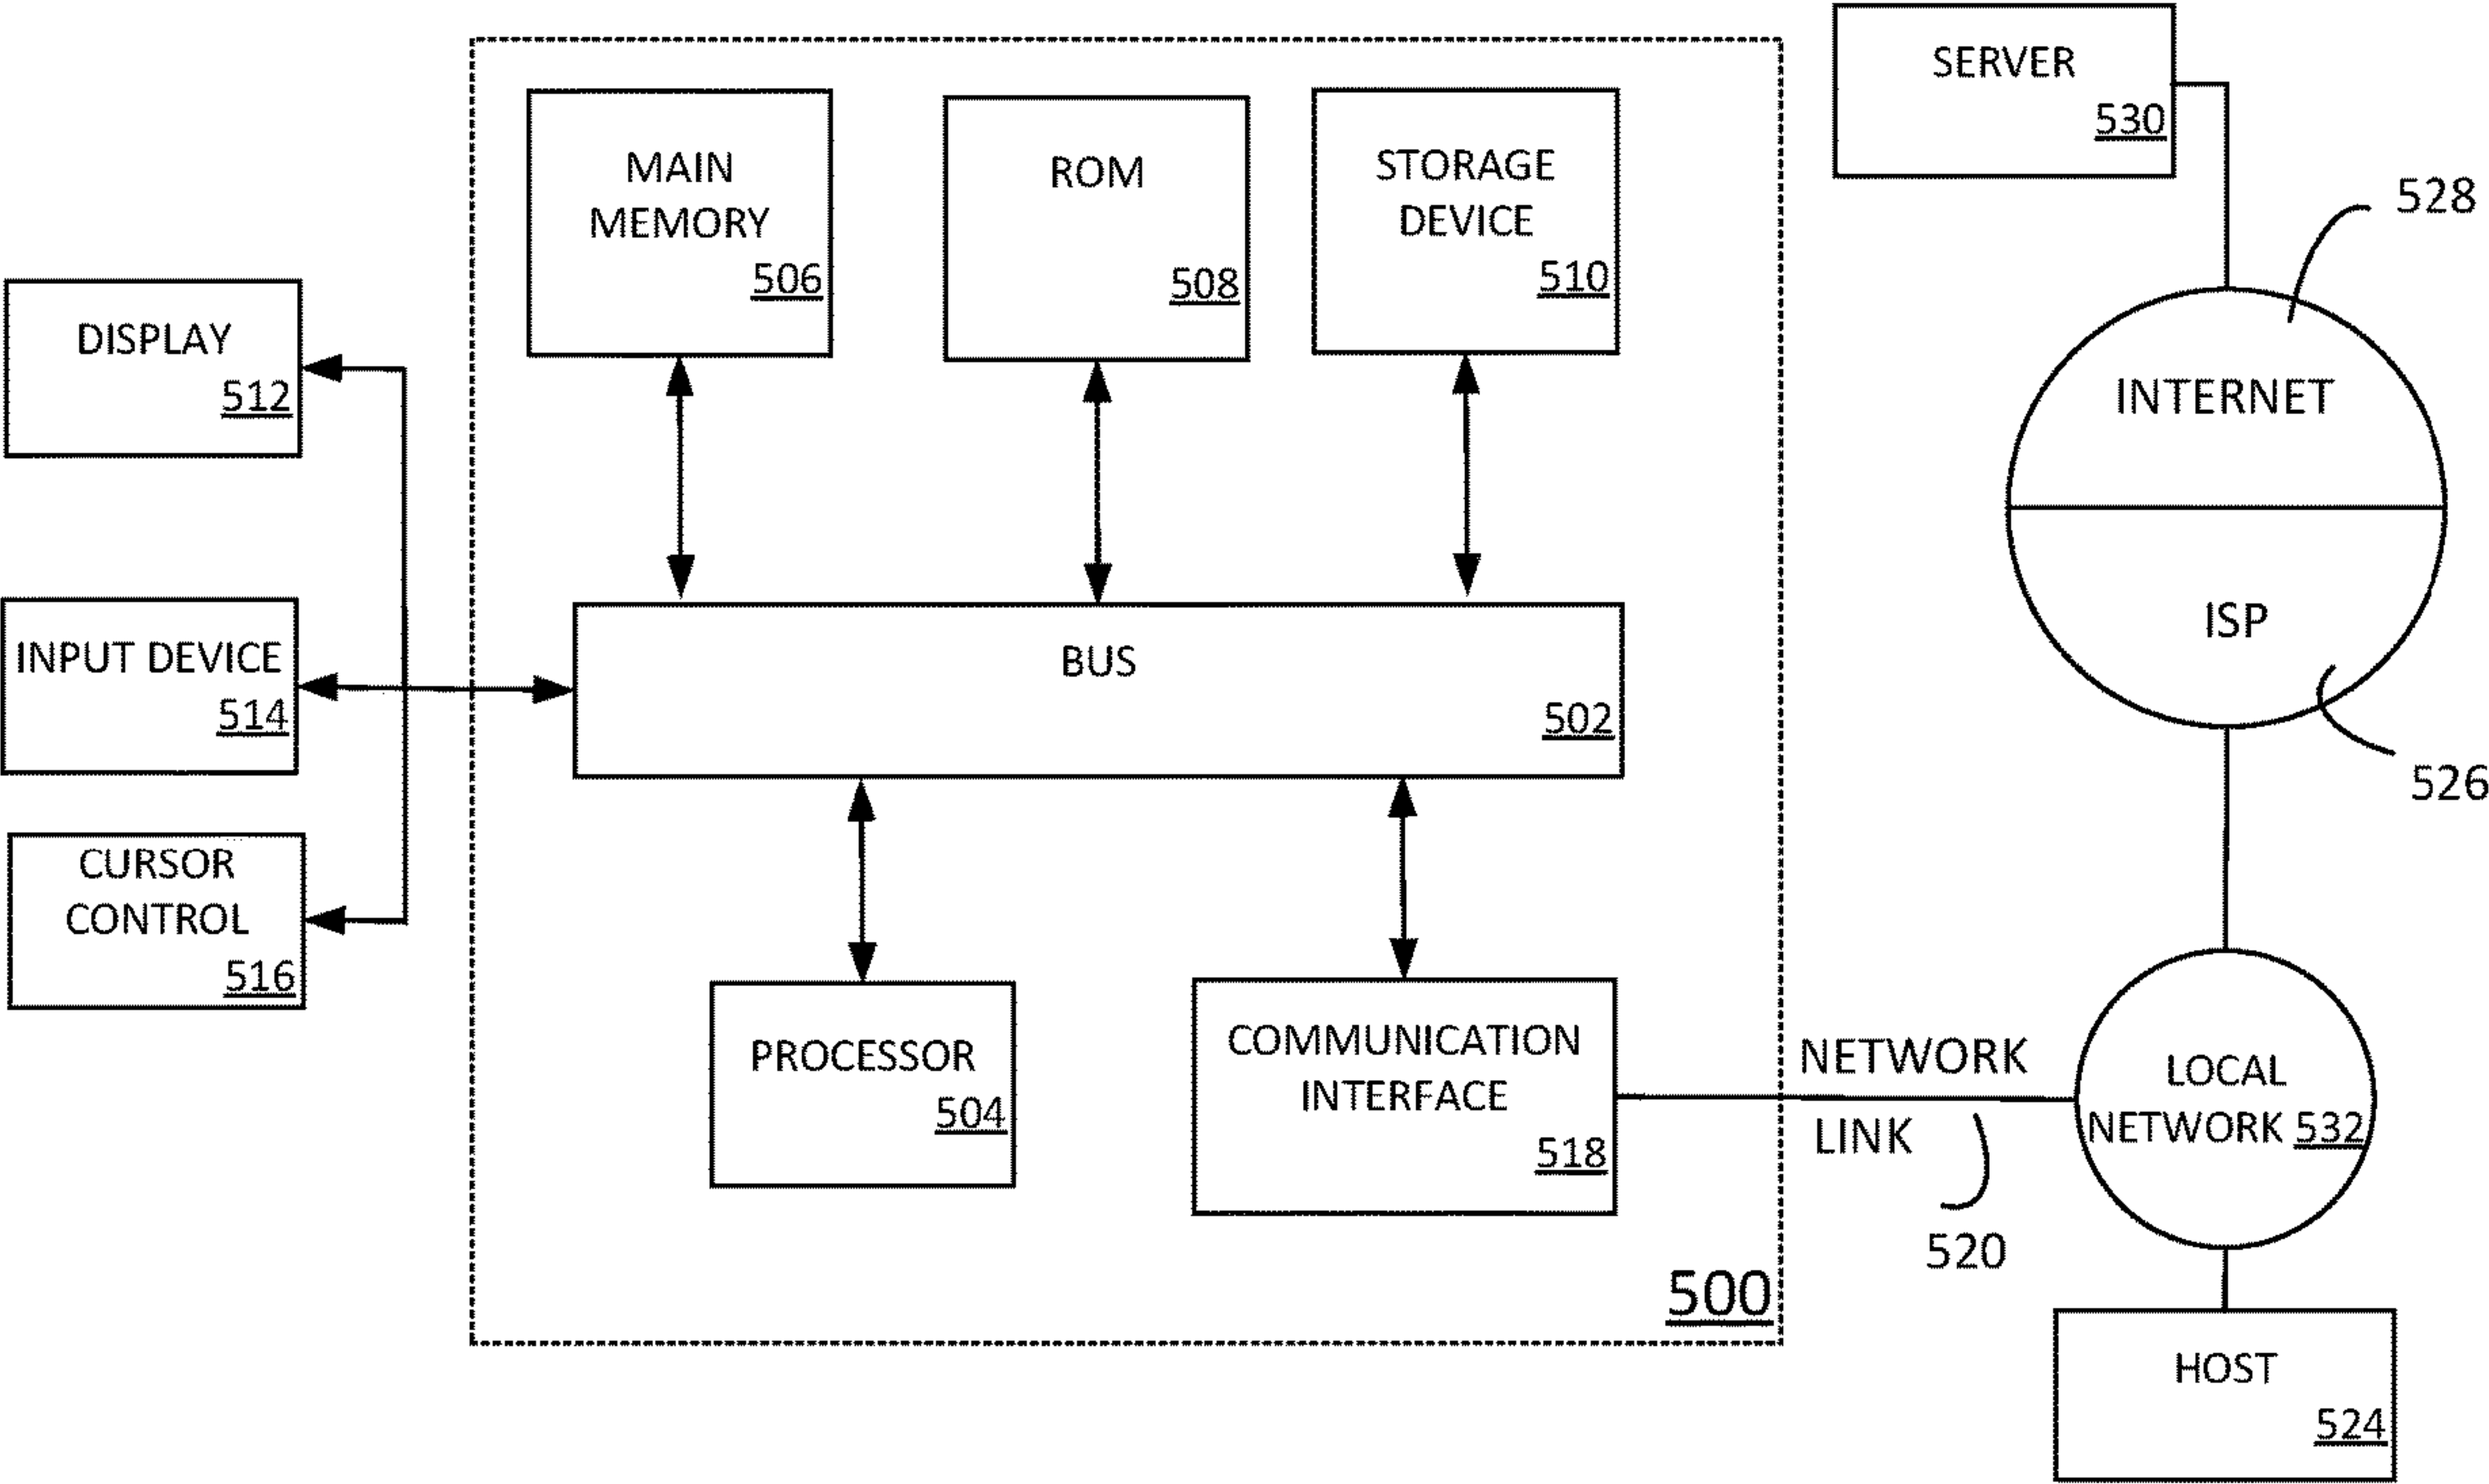 SERVER
530
528
INTERNET
ISP
526
MAIN
MEMORY
506
ROM
508
STORAGE
DEVICE
510
DISPLAY
512
INPUT DEVICE
514
CURSOR
CONTROL
516
BUS
502
PROCESSOR
504
COMMUNICATION
INTERFACE
518
NETWORK
LINK
520
LOCAL
NETWORK 532
500
HOST
524